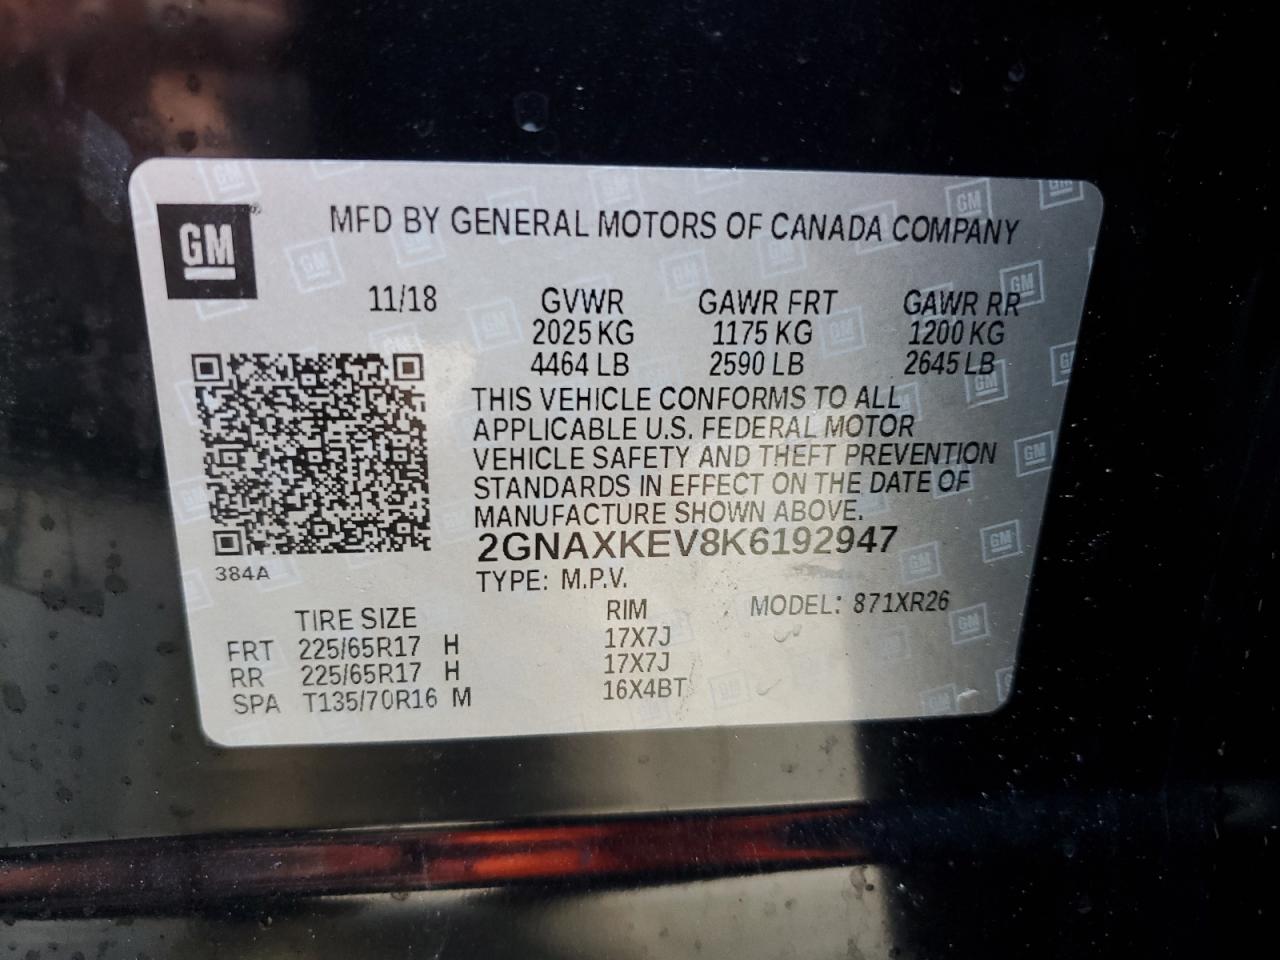 GM
MFD BY GENERAL MOTORS OF CANADA COMPANY
11/18
GVWR GAWR FRT GAWR RR
2025 KG 1175 KG 1200 KG
4464 LB 2590 LB 2645 LB
THIS VEHICLE CONFORMS TO ALL
APPLICABLE U.S. FEDERAL MOTOR
VEHICLE SAFETY AND THEFT PREVENTION
STANDARDS IN EFFECT ON THE DATE OF
MANUFACTURE SHOWN ABOVE.
2GNAXKEV8K6192947
384A
TYPE: M.P.V.
TIRE SIZE RIM MODEL: 871XR26
FRT 225/65R17 H 17X7J
RR 225/65R17 H 17X7J
SPA T135/70R16 M 16X4BT